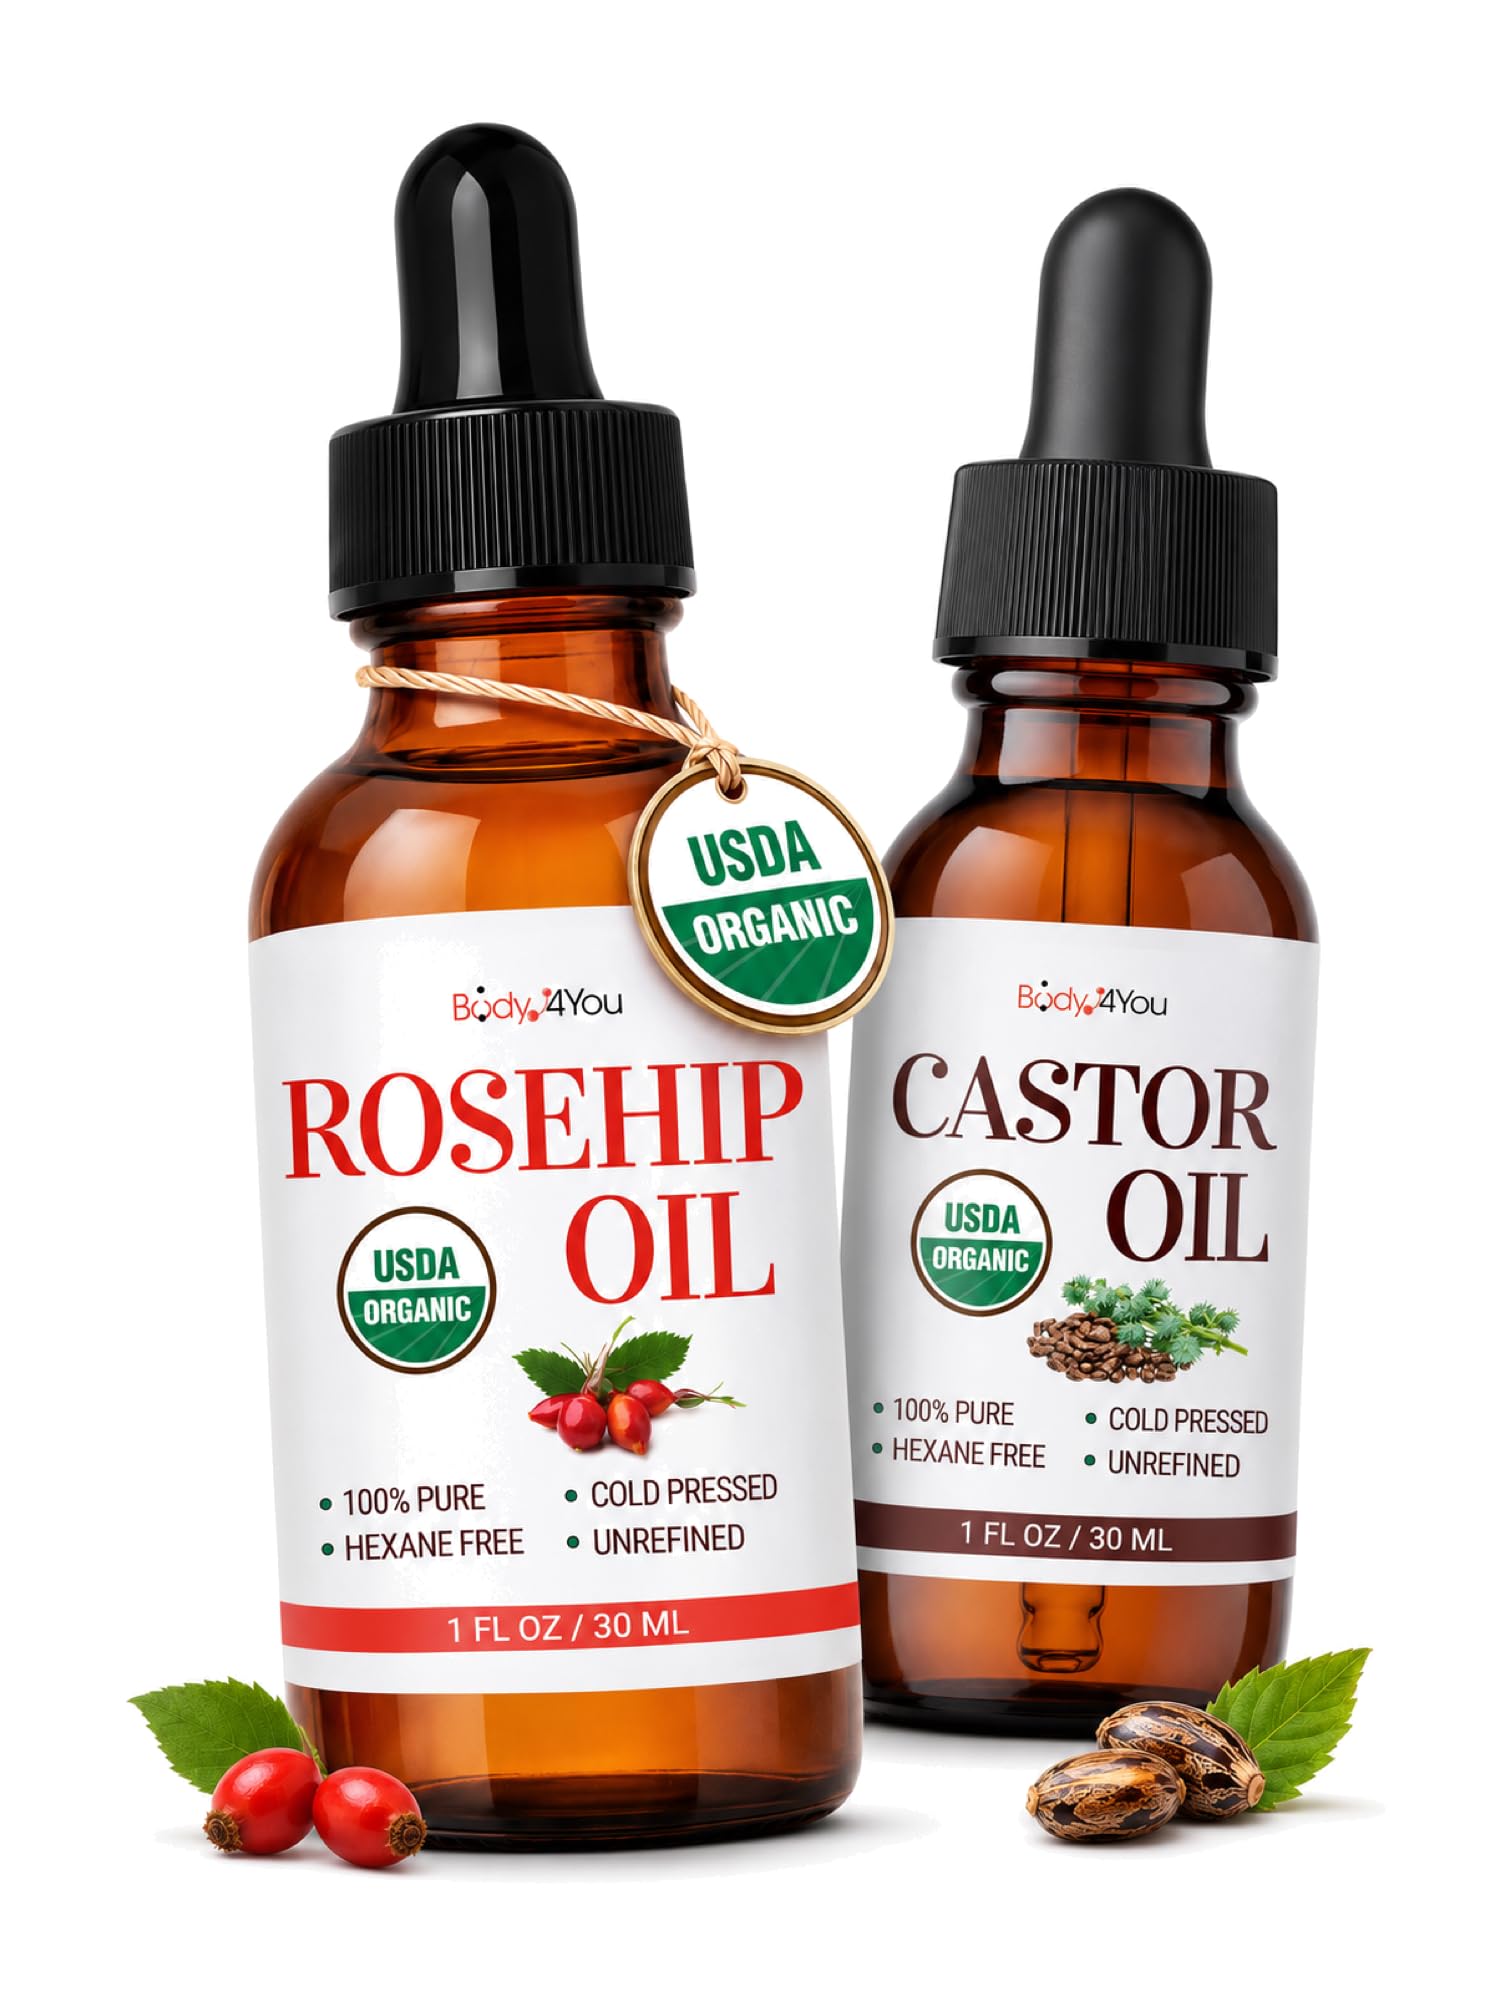 USDA
ORGANIC
Body4You
ROSEHIP
OIL
USDA
ORGANIC
• 100% PURE
• COLD PRESSED
• HEXANE FREE
• UNREFINED
1 FL OZ / 30 ML
Body4You
CASTOR
OIL
USDA
ORGANIC
• 100% PURE
• COLD PRESSED
• HEXANE FREE
• UNREFINED
1 FL OZ / 30 ML